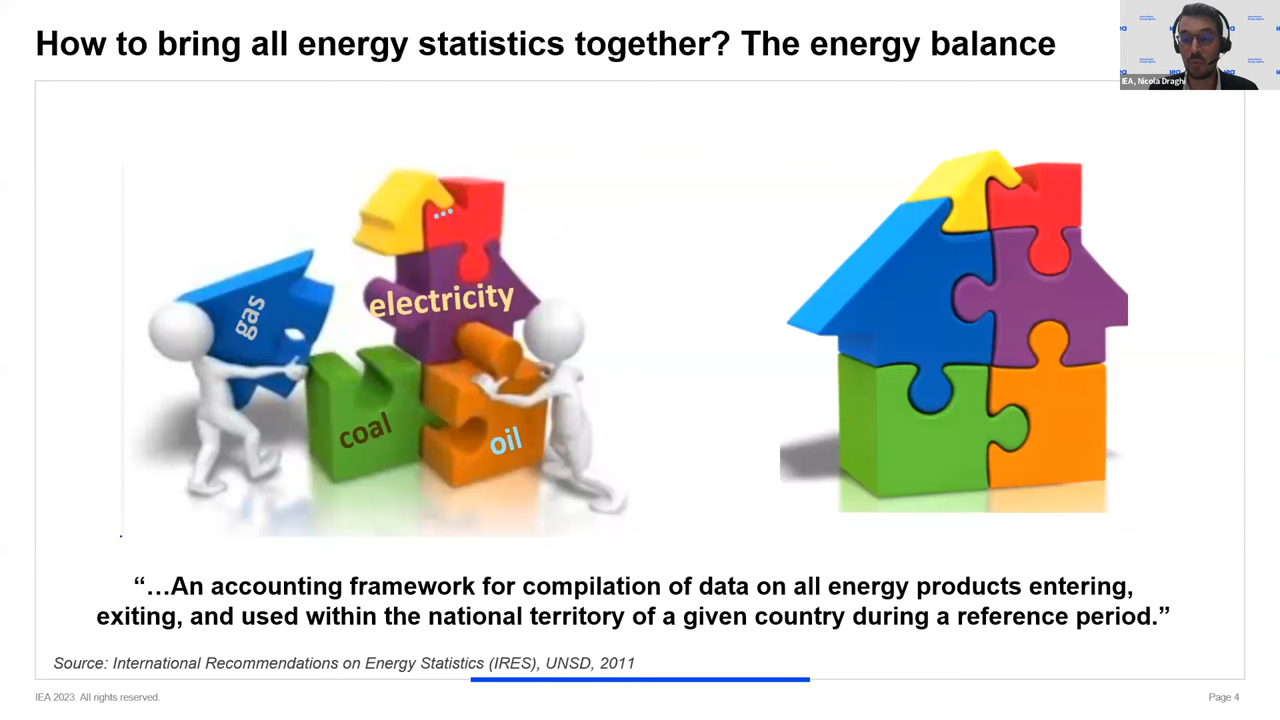 How to bring all energy statistics together? The energy balance
IEA, Nicola Draghi
...
gas
electricity
coal
oil
“…An accounting framework for compilation of data on all energy products entering,
exiting, and used within the national territory of a given country during a reference period.”
Source: International Recommendations on Energy Statistics (IRES), UNSD, 2011
IEA 2023. All rights reserved.
Page 4